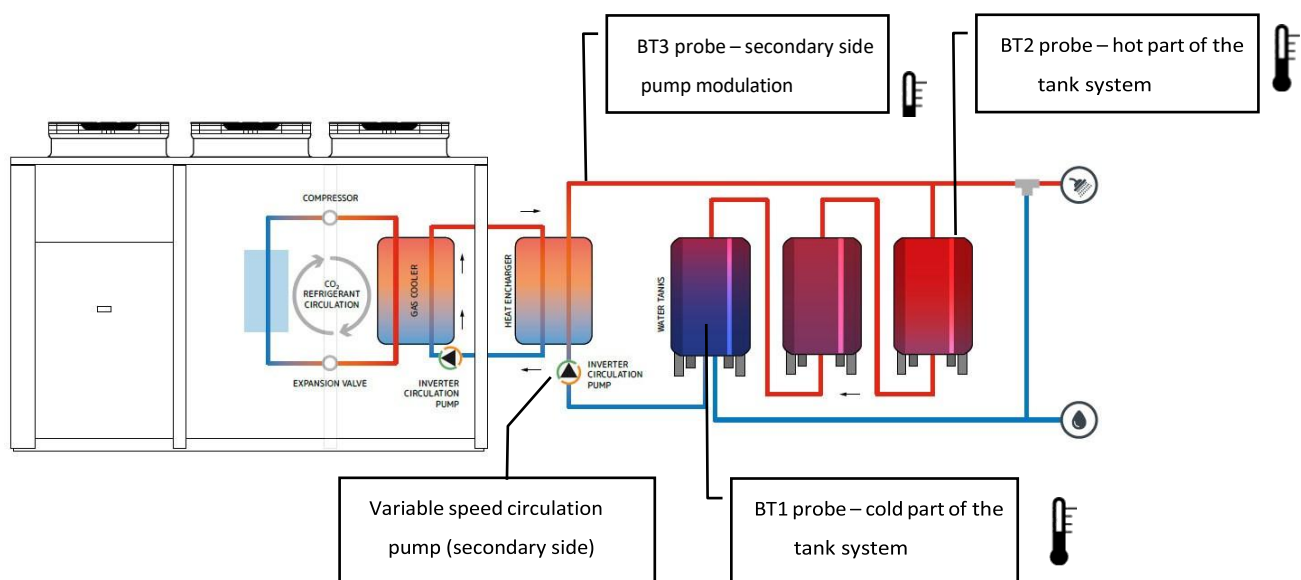 BT3 probe – secondary side
pump modulation
BT2 probe – hot part of the
tank system
COMPRESSOR
CO2
REFRIGERANT
CIRCULATION
GAS COOLER
HEAT ENCHARGER
WATER TANKS
EXPANSION VALVE
INVERTER
CIRCULATION
PUMP
INVERTER
CIRCULATION
PUMP
Variable speed circulation
pump (secondary side)
BT1 probe – cold part of the
tank system